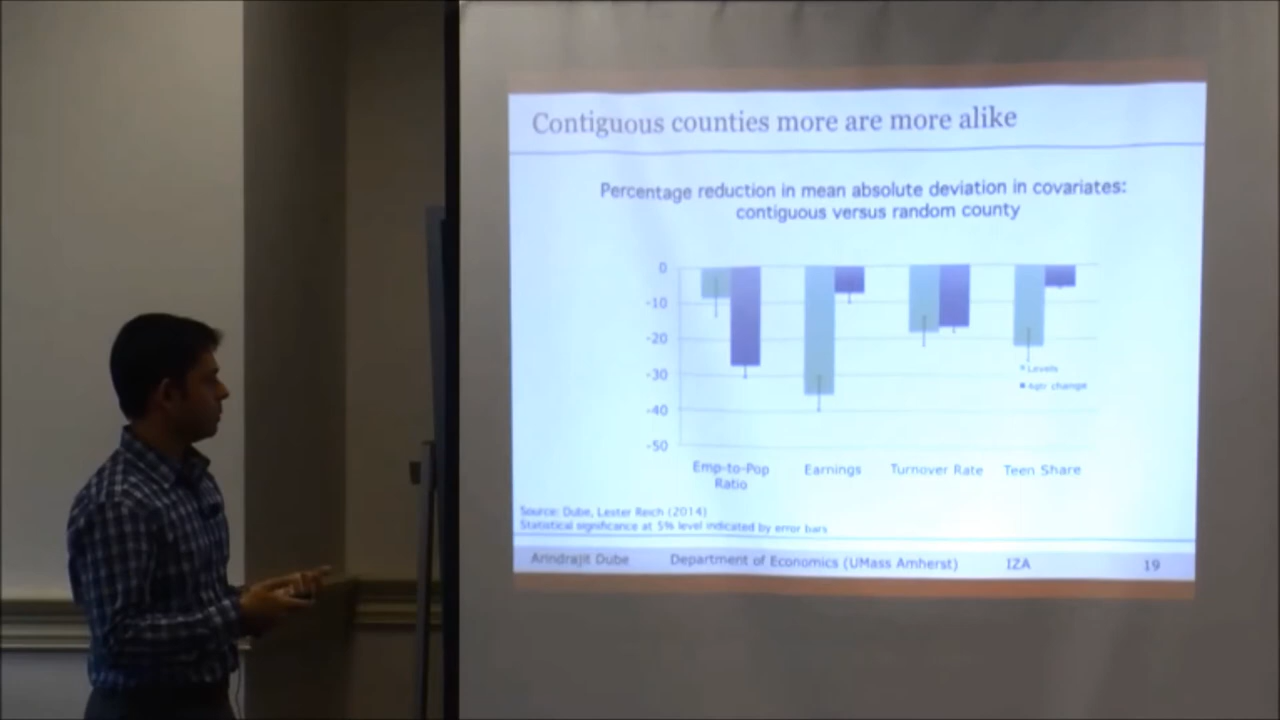 Contiguous counties more are more alike
Percentage reduction in mean absolute deviation in covariates:
contiguous versus random county
0
-10
-20
-30
-40
-50
Levels
4qtr change
Emp-to-Pop
Ratio
Earnings
Turnover Rate
Teen Share
Source: Dube, Lester Reich (2014)
Statistical significance at 5% level indicated by error bars
Arindrajit Dube Department of Economics (UMass Amherst) IZA 19